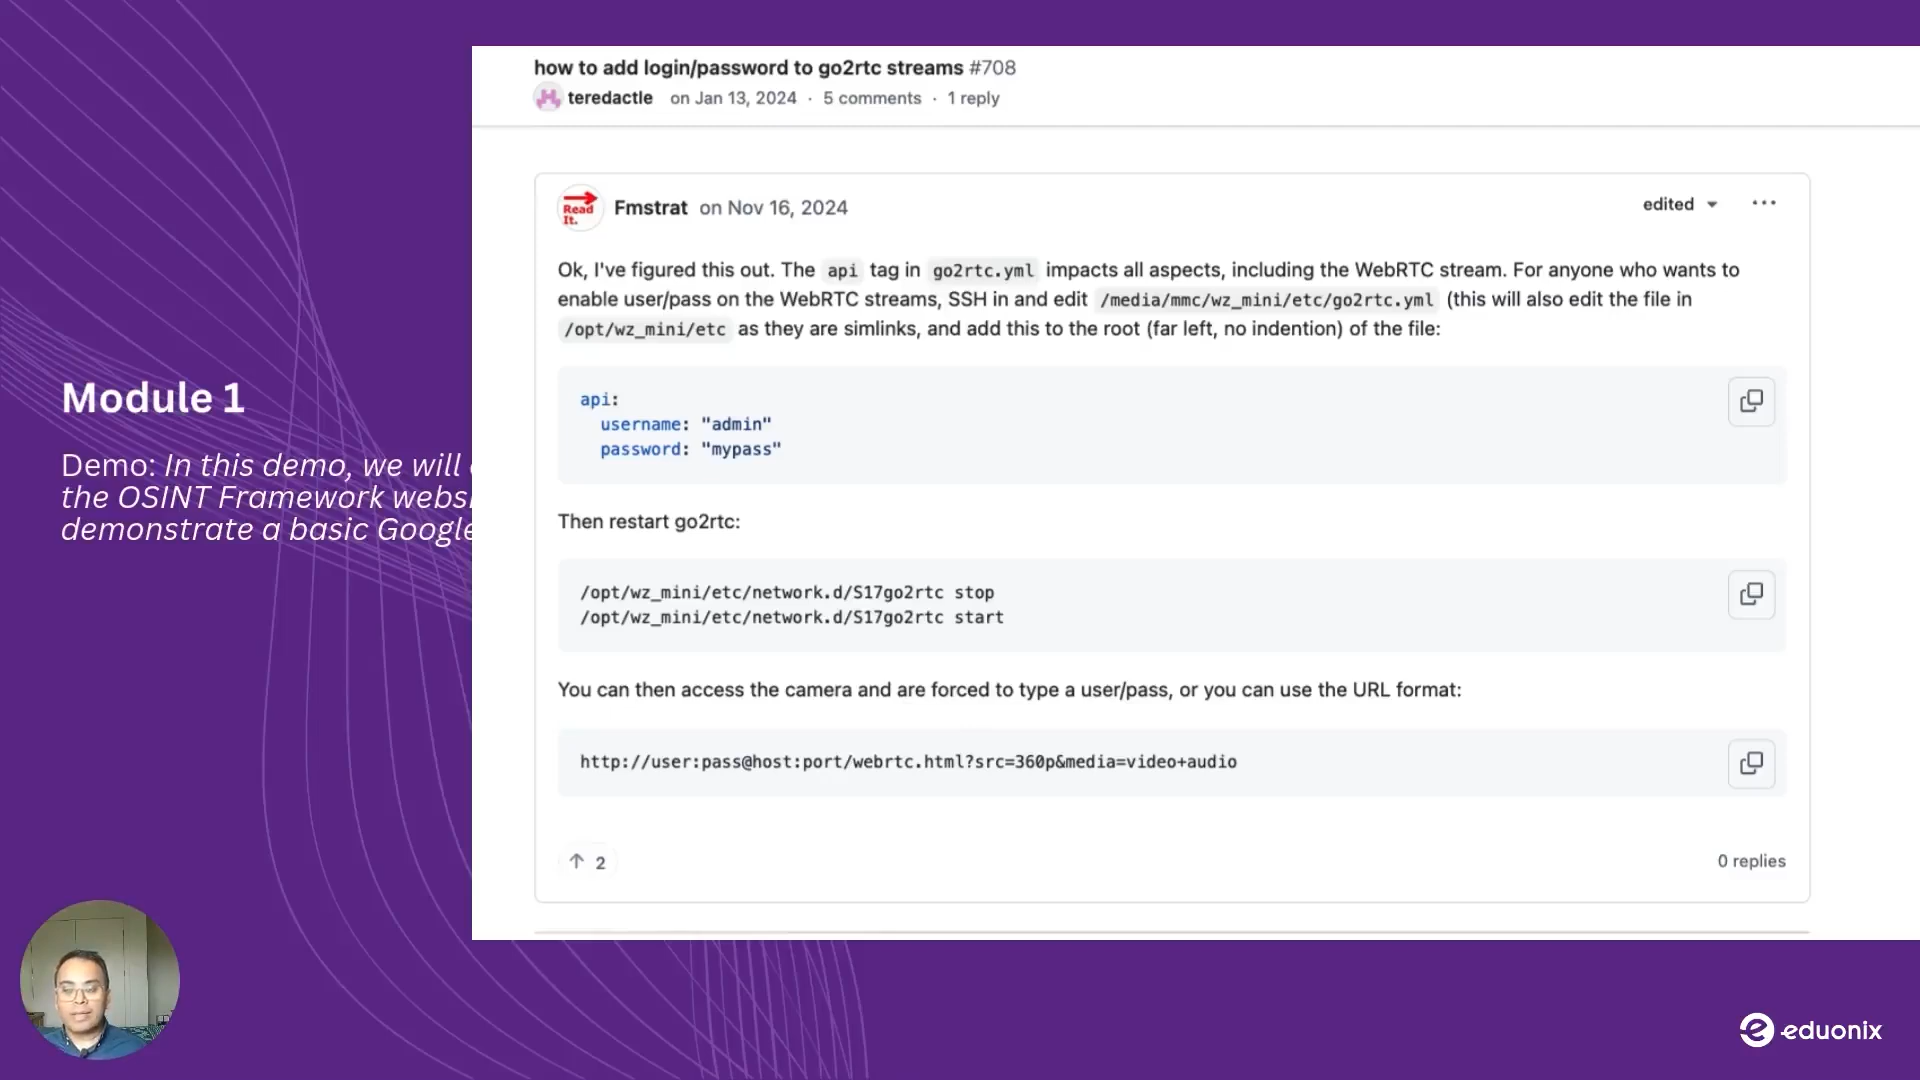 how to add login/password to go2rtc streams #708
teredactle on Jan 13, 2024 · 5 comments · 1 reply
Read It.
Fmstrat on Nov 16, 2024
edited
Ok, I've figured this out. The api tag in go2rtc.yml impacts all aspects, including the WebRTC stream. For anyone who wants to
enable user/pass on the WebRTC streams, SSH in and edit /media/mmc/wz_mini/etc/go2rtc.yml (this will also edit the file in
/opt/wz_mini/etc as they are simlinks, and add this to the root (far left, no indention) of the file:
api:
username: "admin"
password: "mypass"
Then restart go2rtc:
/opt/wz_mini/etc/network.d/S17go2rtc stop
/opt/wz_mini/etc/network.d/S17go2rtc start
You can then access the camera and are forced to type a user/pass, or you can use the URL format:
http://user:pass@host:port/webrtc.html?src=360p&media=video+audio
2
0 replies
Module 1
Demo: In this demo, we will
the OSINT Framework webs
demonstrate a basic Google
eduonix